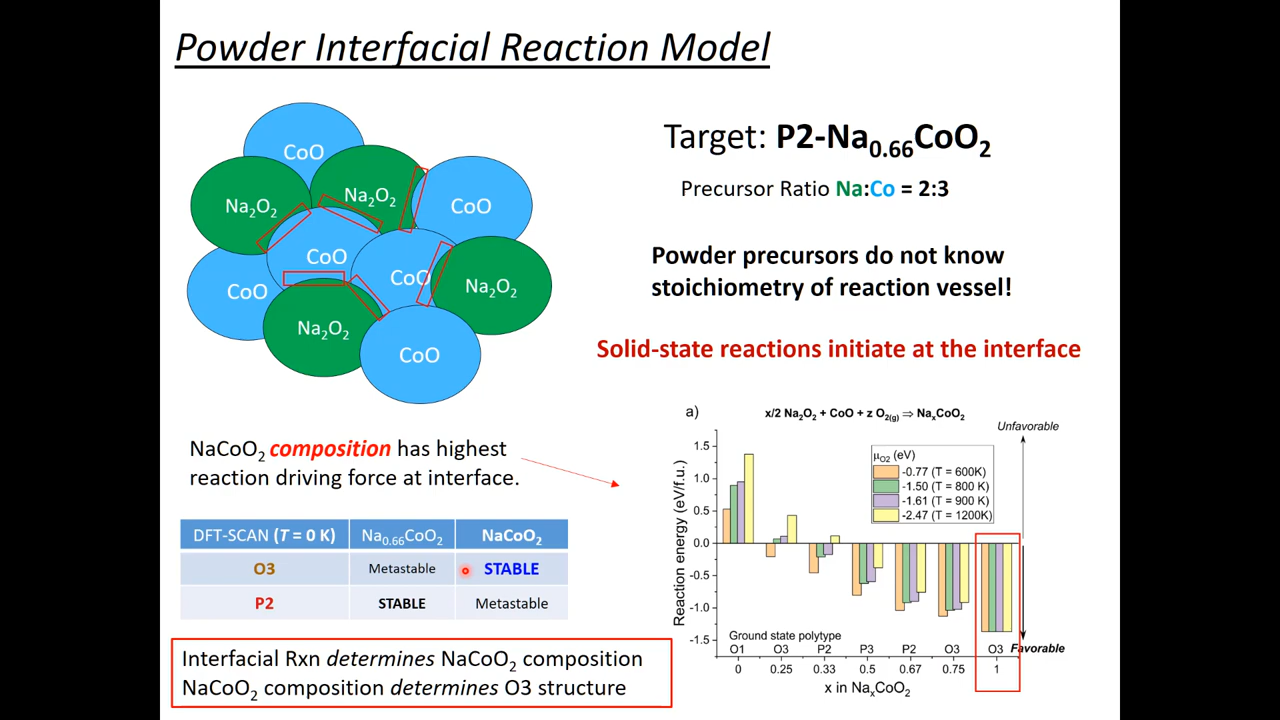 Powder Interfacial Reaction Model
CoO
Na₂O₂
Na₂O₂
CoO
CoO
CoO
CoO
Na₂O₂
Na₂O₂
CoO
Target: P2-Na₀.₆₆CoO₂
Precursor Ratio Na:Co = 2:3
Powder precursors do not know
stoichiometry of reaction vessel!
Solid-state reactions initiate at the interface
NaCoO₂ composition has highest
reaction driving force at interface.
DFT-SCAN (T = 0 K) Na₀.₆₆CoO₂ NaCoO₂
O3 Metastable STABLE
P2 STABLE Metastable
Interfacial Rxn determines NaCoO₂ composition
NaCoO₂ composition determines O3 structure
a)
x/2 Na₂O₂ + CoO + z O₂(g) ⇒ NaₓCoO₂
Unfavorable
μO2 (eV)
-0.77 (T = 600K)
-1.50 (T = 800 K)
-1.61 (T = 900 K)
-2.47 (T = 1200K)
Reaction energy (eV/f.u.)
1.5
1.0
0.5
0.0
-0.5
-1.0
-1.5
Ground state polytype
O1 O3 P2 P3 P2 O3 O3
Favorable
0 0.25 0.33 0.5 0.67 0.75 1
x in NaₓCoO₂